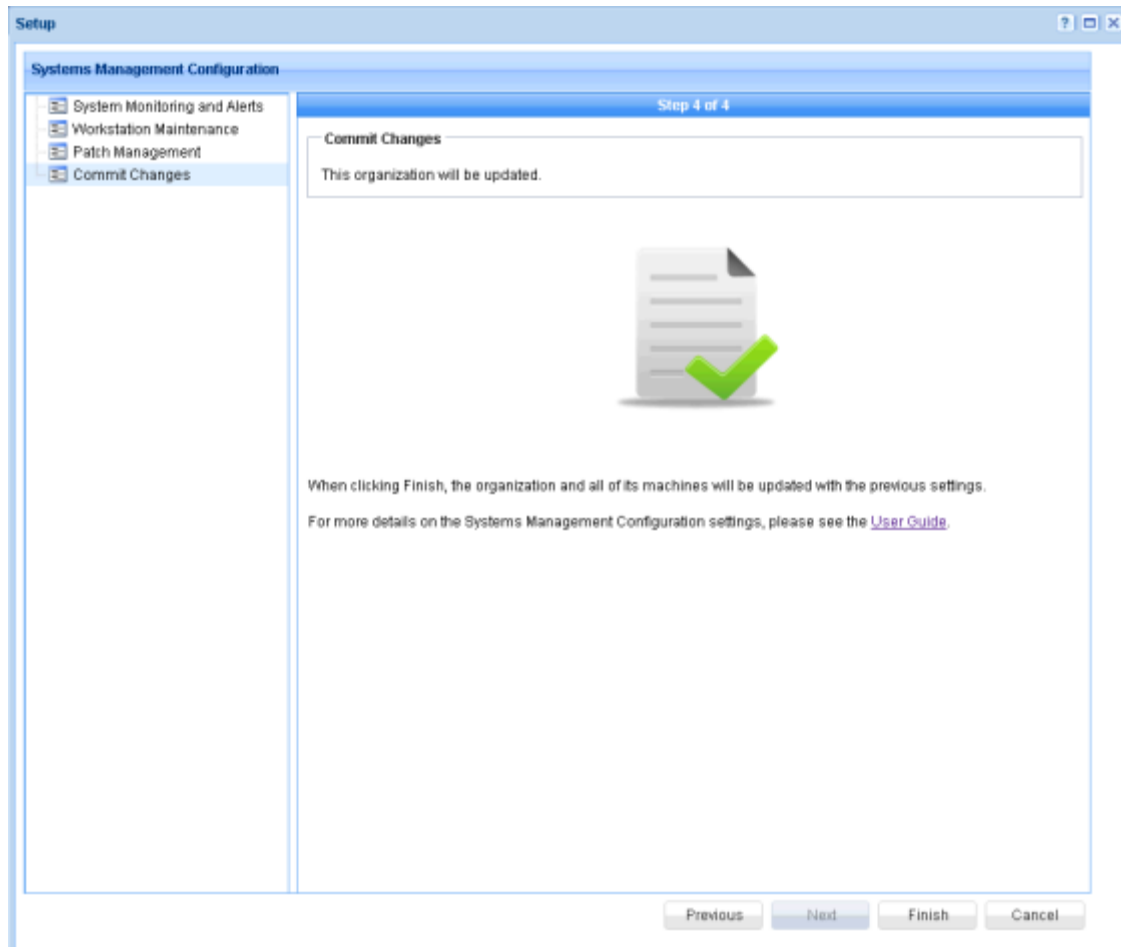 Setup
?
Systems Management Configuration
System Monitoring and Alerts
Workstation Maintenance
Patch Management
Commit Changes
Step 4 of 4
Commit Changes
This organization will be updated.
When clicking Finish, the organization and all of its machines will be updated with the previous settings.
For more details on the Systems Management Configuration settings, please see the User Guide.
Previous
Next
Finish
Cancel